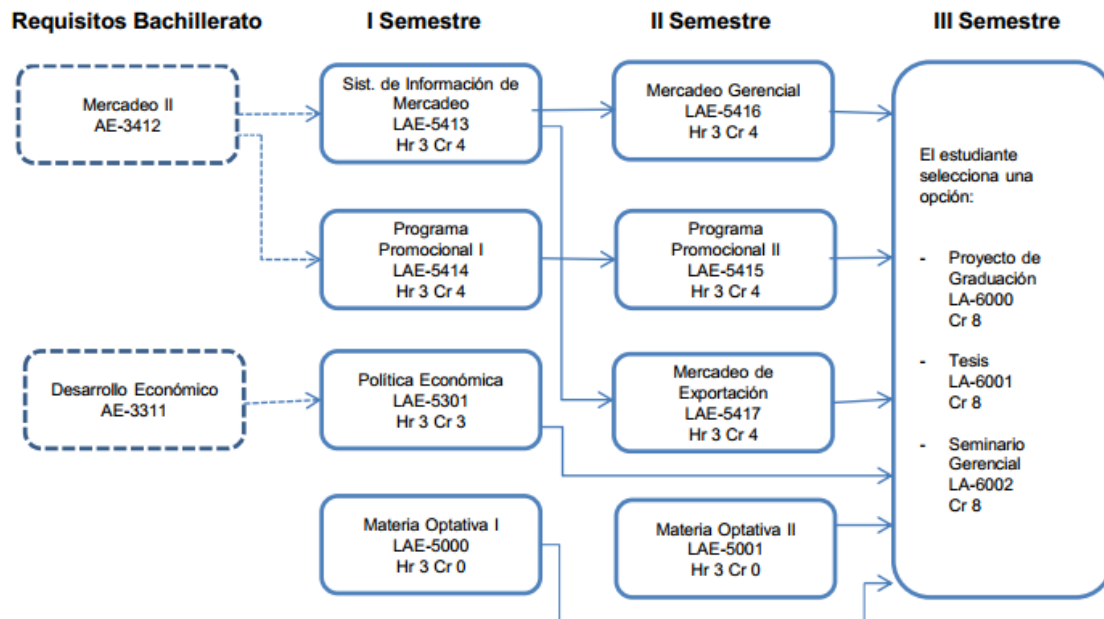 Requisitos Bachillerato
I Semestre
II Semestre
III Semestre
Mercadeo II
AE-3412
Sist. de Información de
Mercadeo
LAE-5413
Hr 3 Cr 4
Mercadeo Gerencial
LAE-5416
Hr 3 Cr 4
Programa
Promocional I
LAE-5414
Hr 3 Cr 4
Programa
Promocional II
LAE-5415
Hr 3 Cr 4
Desarrollo Económico
AE-3311
Política Económica
LAE-5301
Hr 3 Cr 3
Mercadeo de
Exportación
LAE-5417
Hr 3 Cr 4
Materia Optativa I
LAE-5000
Hr 3 Cr 0
Materia Optativa II
LAE-5001
Hr 3 Cr 0
El estudiante
selecciona una
opción:
- Proyecto de
Graduación
LA-6000
Cr 8
- Tesis
LA-6001
Cr 8
- Seminario
Gerencial
LA-6002
Cr 8